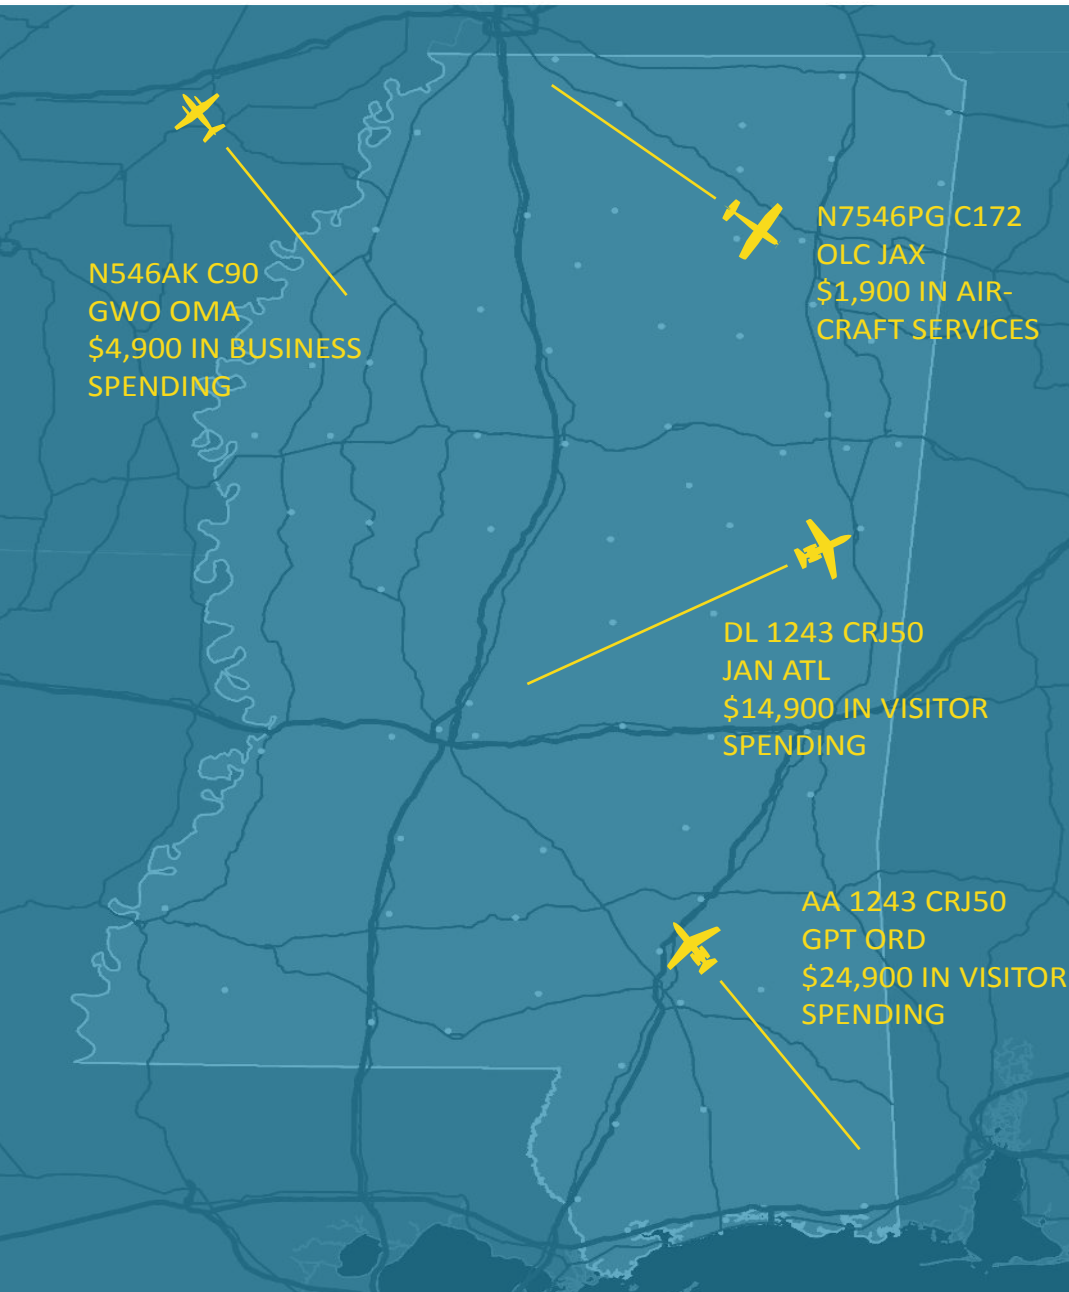 N7546PG C172
OLC JAX
$1,900 IN AIR-
CRAFT SERVICES
N546AK C90
GWO OMA
$4,900 IN BUSINESS
SPENDING
DL 1243 CRJ50
JAN ATL
$14,900 IN VISITOR
SPENDING
AA 1243 CRJ50
GPT ORD
$24,900 IN VISITOR
SPENDING